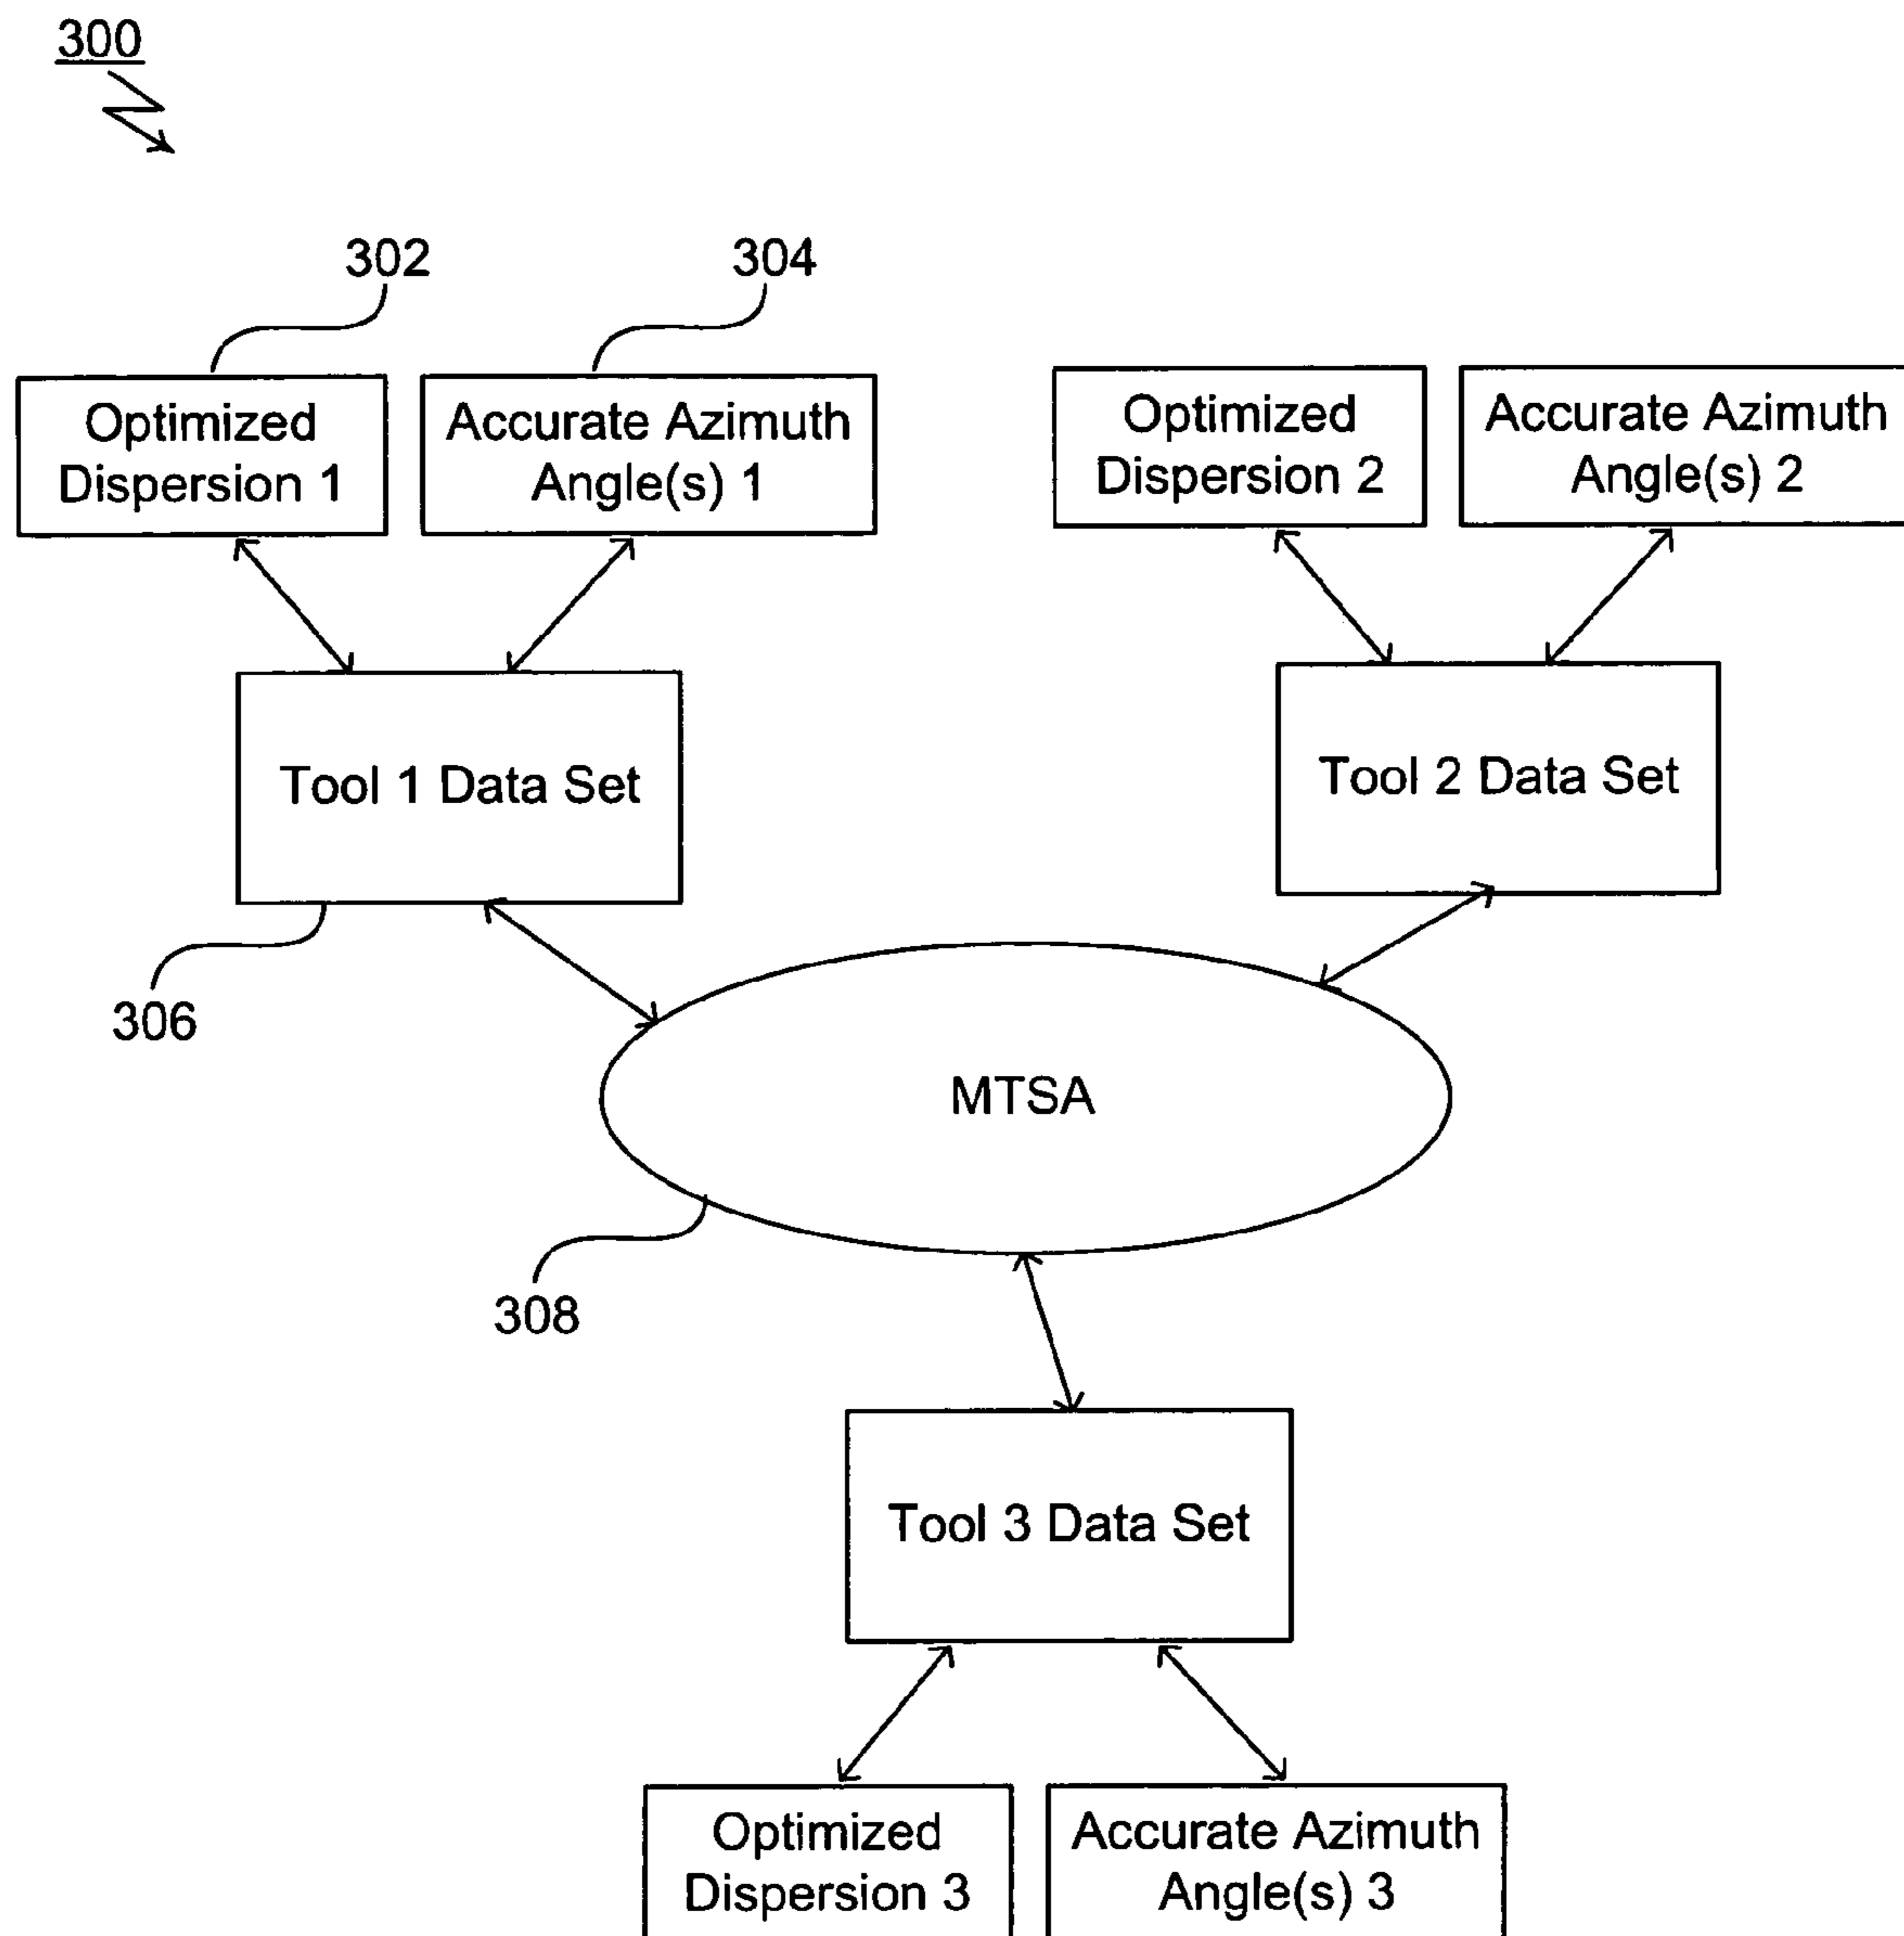 300
302
304
Optimized
Dispersion 1
Accurate Azimuth
Angle(s) 1
Optimized
Dispersion 2
Accurate Azimuth
Angle(s) 2
Tool 1 Data Set
Tool 2 Data Set
306
MTSA
308
Tool 3 Data Set
Optimized
Dispersion 3
Accurate Azimuth
Angle(s) 3